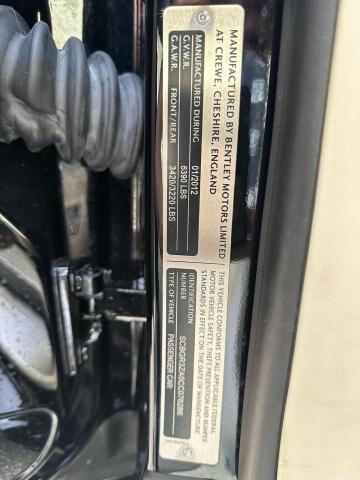 MANUFACTURED BY BENTLEY MOTORS LIMITED
AT CREWE, CHESHIRE, ENGLAND
MANUFACTURED DURING 01/2012
G.V.W.R. 6390 LBS
G.A.W.R. FRONT/REAR 3420/3220 LBS
THIS VEHICLE CONFORMS TO ALL APPLICABLE FEDERAL
MOTOR VEHICLE SAFETY, THEFT PREVENTION AND BUMPER
STANDARDS IN EFFECT ON THE DATE OF MANUFACTURE
IDENTIFICATION
NUMBER
TYPE OF VEHICLE PASSENGER CAR